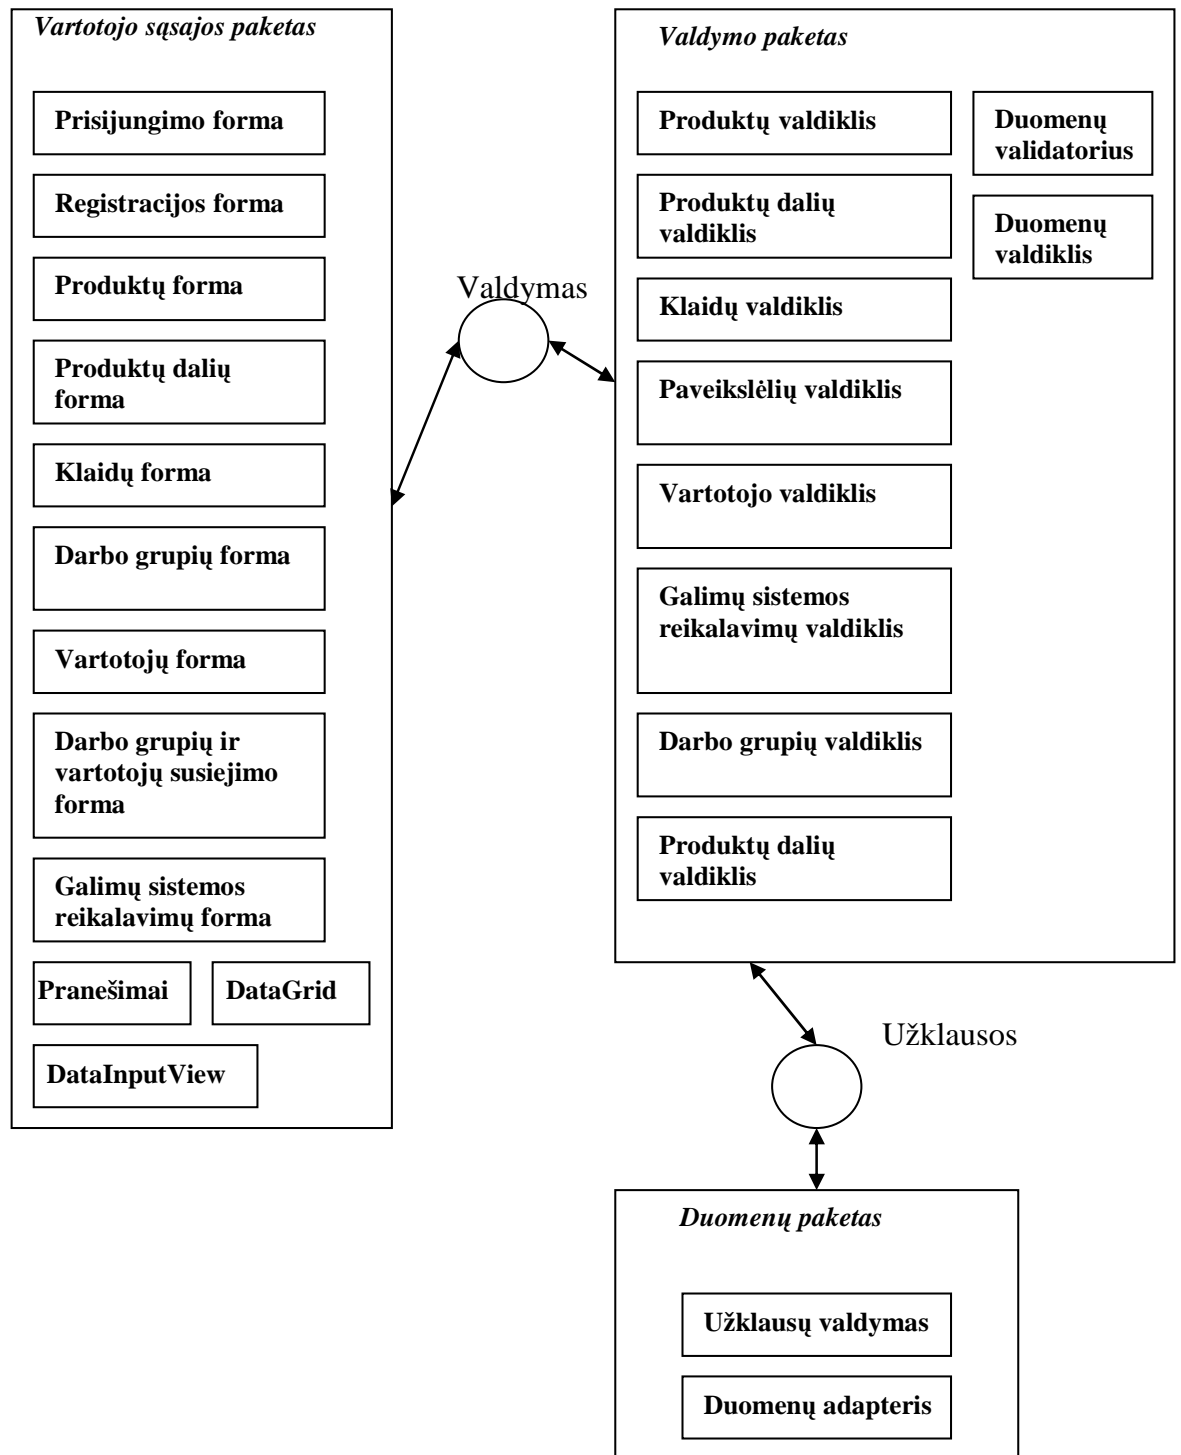 Vartotojo sąsajos paketas
Prisijungimo forma
Registracijos forma
Produktų forma
Produktų dalių
forma
Klaidų forma
Darbo grupių forma
Vartotojų forma
Darbo grupių ir
vartotojų susiejimo
forma
Galimų sistemos
reikalavimų forma
Pranešimai
DataGrid
DataInputView
Valdymas
Valdymo paketas
Produktų valdiklis
Produktų dalių
valdiklis
Klaidų valdiklis
Paveikslėlių valdiklis
Vartotojo valdiklis
Galimų sistemos
reikalavimų valdiklis
Darbo grupių valdiklis
Produktų dalių
valdiklis
Duomenų
validatorius
Duomenų
valdiklis
Užklausos
Duomenų paketas
Užklausų valdymas
Duomenų adapteris